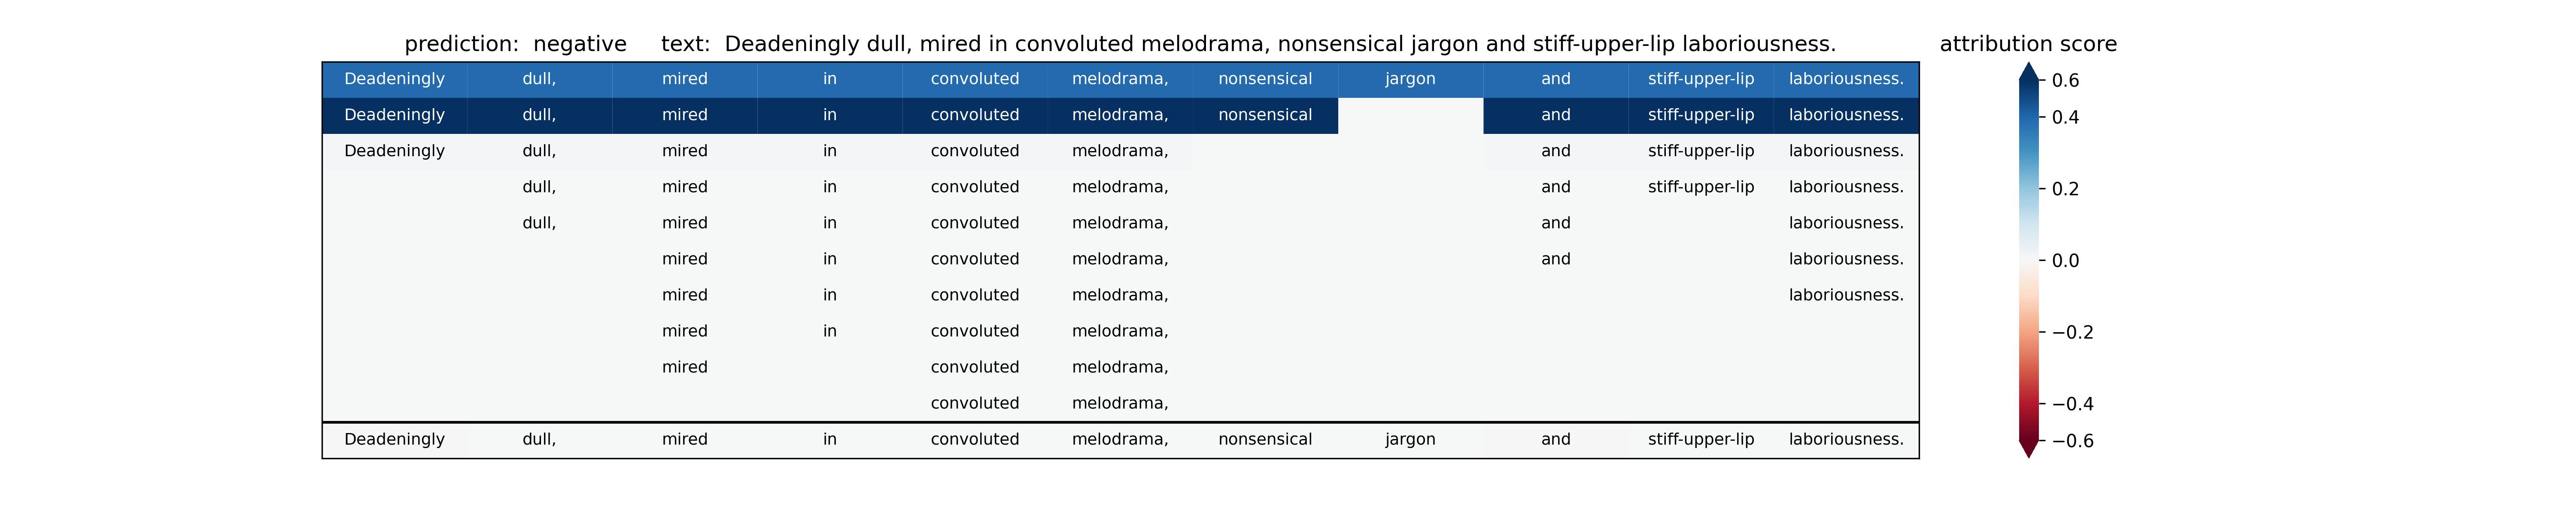 prediction:  negative     text:  Deadeningly dull, mired in convoluted melodrama, nonsensical jargon and stiff-upper-lip laboriousness.
attribution score
Deadeningly dull, mired in convoluted melodrama, nonsensical jargon and stiff-upper-lip laboriousness.
Deadeningly dull, mired in convoluted melodrama, nonsensical and stiff-upper-lip laboriousness.
Deadeningly dull, mired in convoluted melodrama, and stiff-upper-lip laboriousness.
dull, mired in convoluted melodrama, and stiff-upper-lip laboriousness.
dull, mired in convoluted melodrama, and laboriousness.
mired in convoluted melodrama, and laboriousness.
mired in convoluted melodrama, laboriousness.
mired in convoluted melodrama,
mired convoluted melodrama,
convoluted melodrama,
Deadeningly dull, mired in convoluted melodrama, nonsensical jargon and stiff-upper-lip laboriousness.
0.6
0.4
0.2
0.0
−0.2
−0.4
−0.6